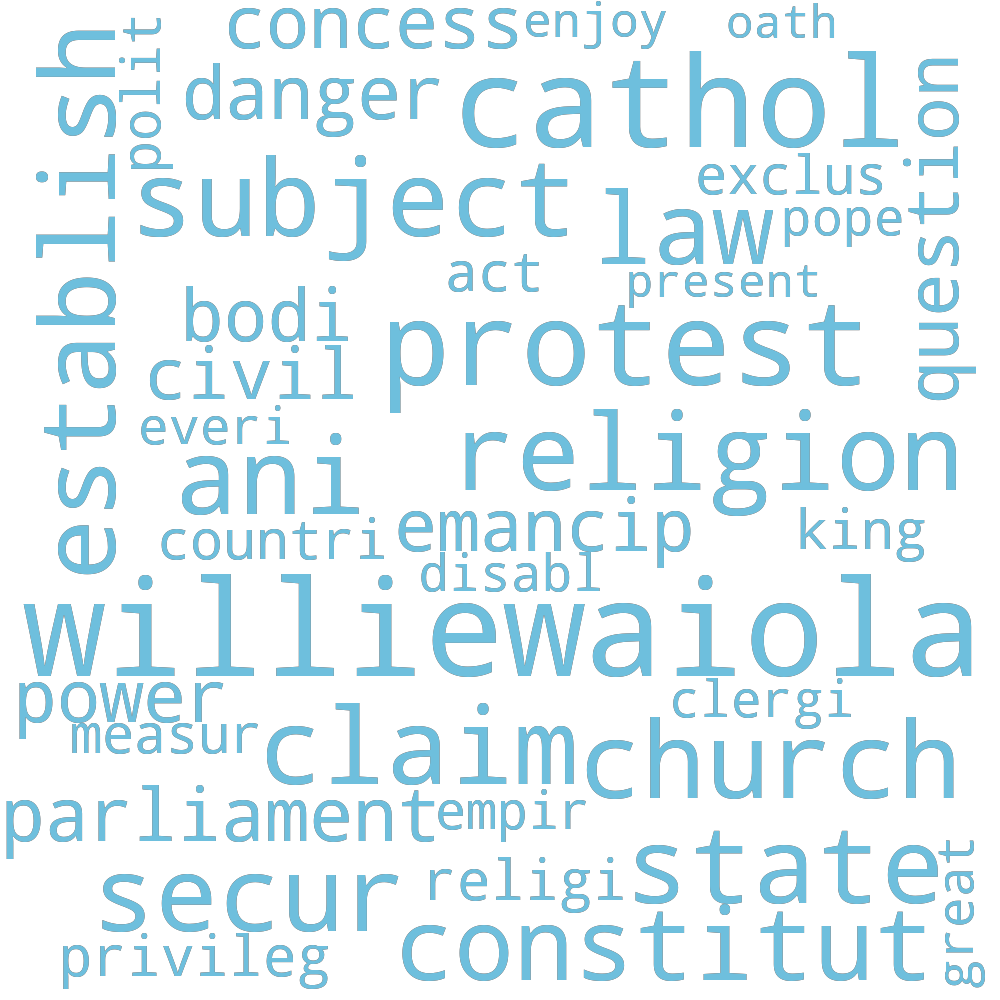 concess enjoy oath
establish polit danger cathol question
subject exclus
law pope
act present
bodi protest
civil
everi religion
ani
countri emancip king
disabl
williewaiola
power clergi
measur claim church
parliament empir
secur religi state great
privileg constitut